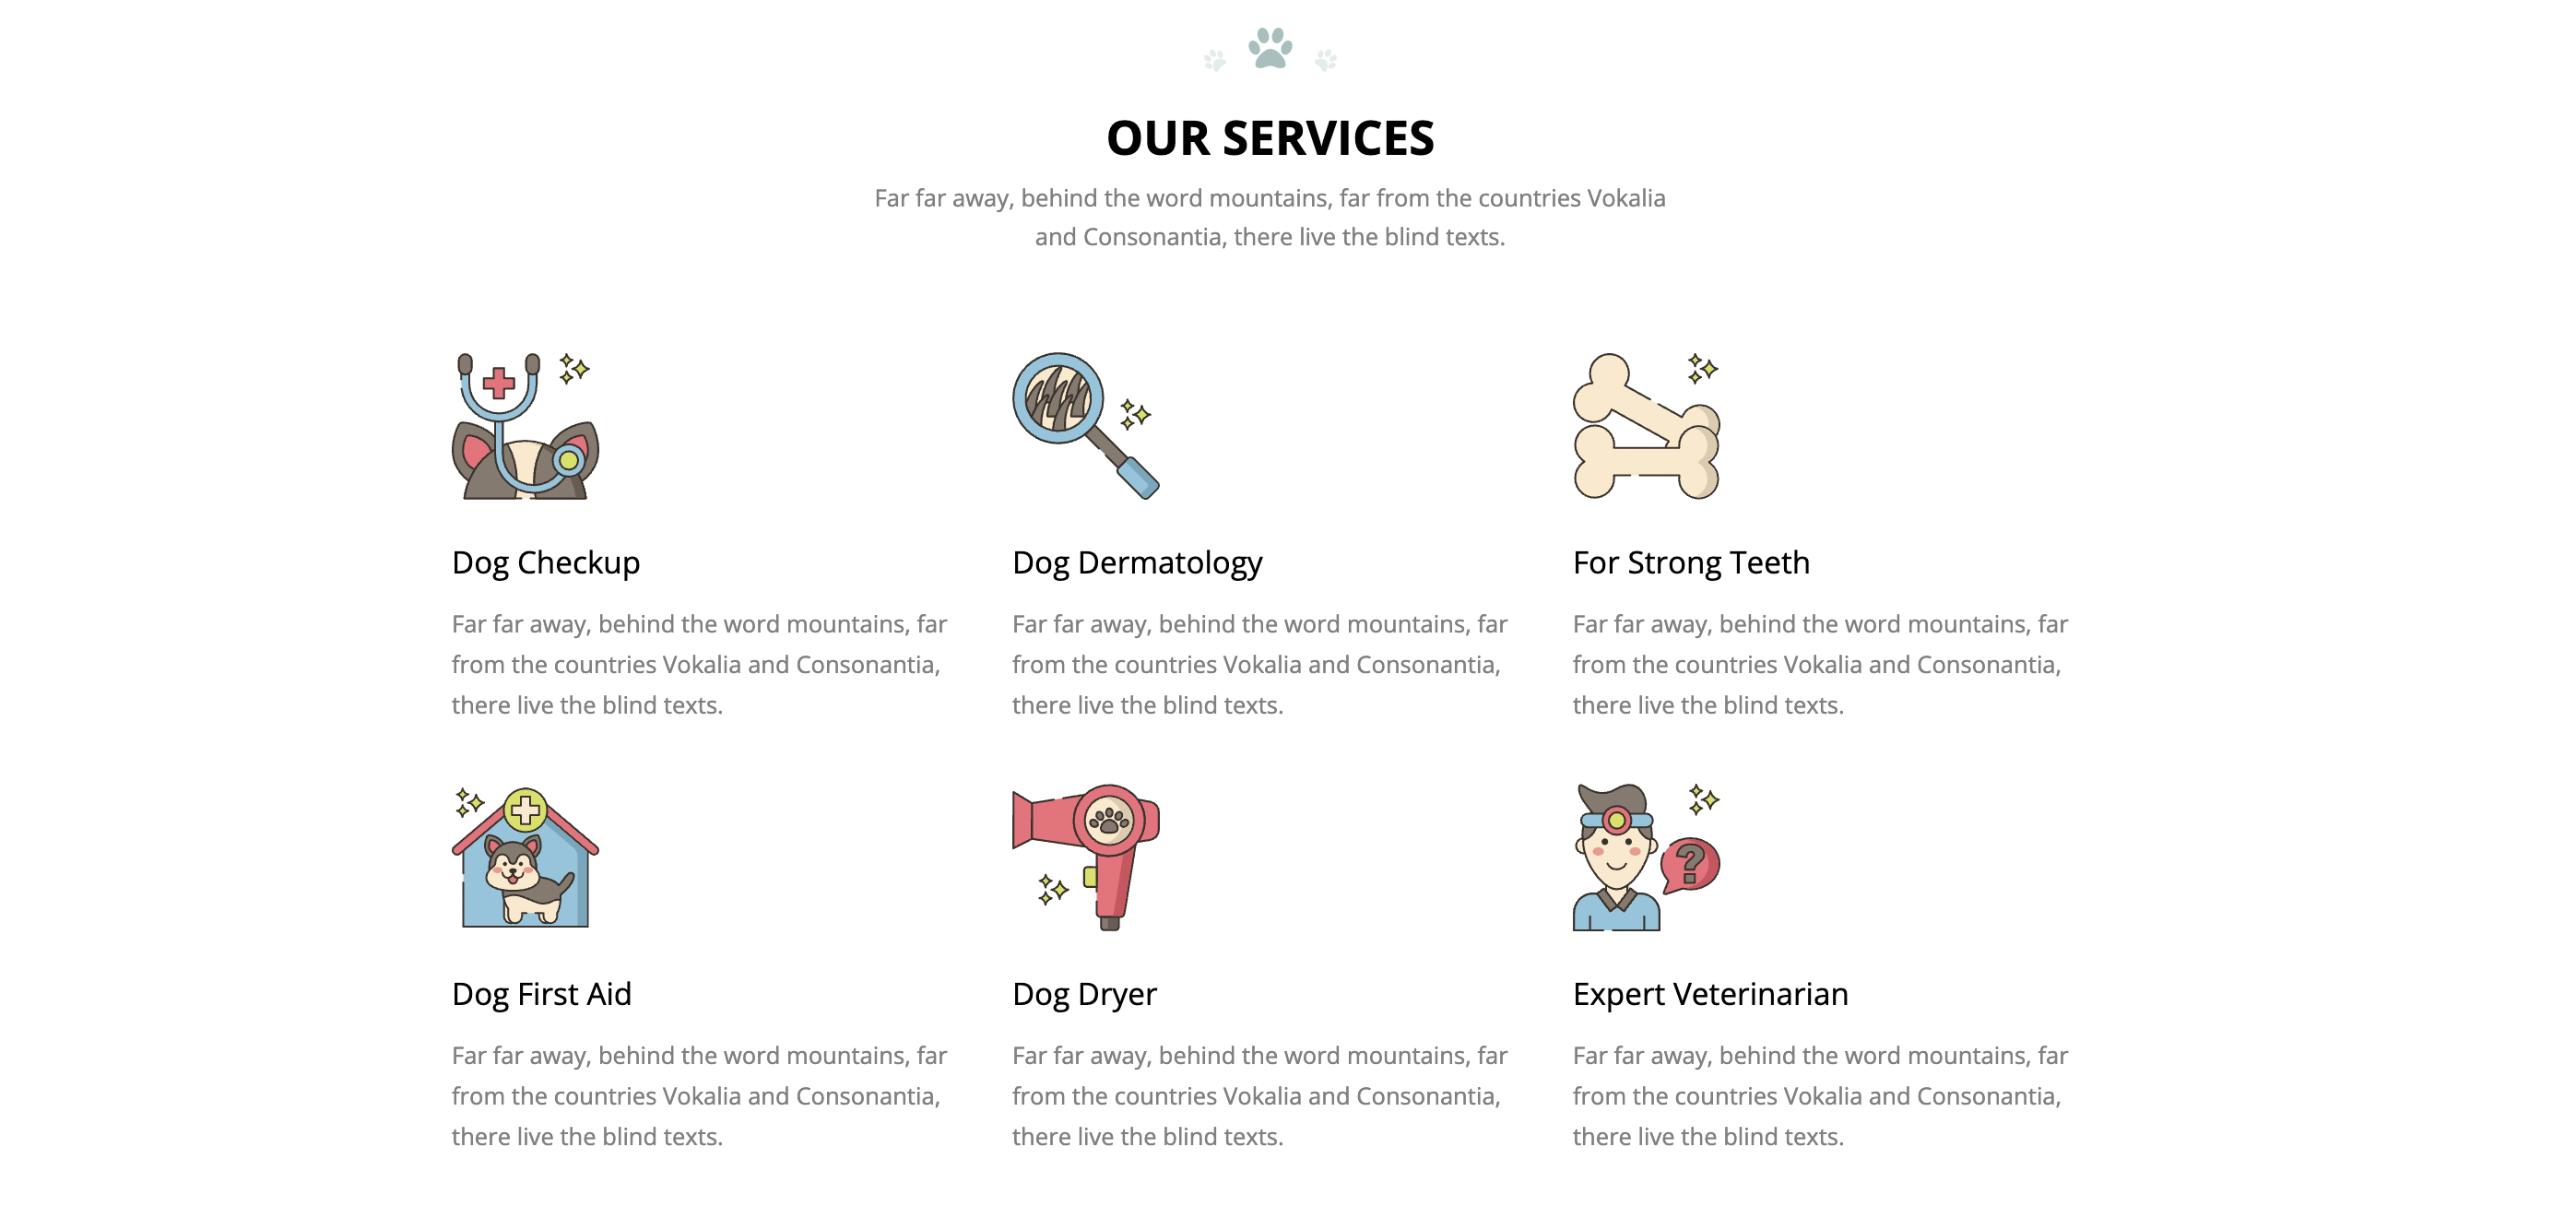 OUR SERVICES
Far far away, behind the word mountains, far from the countries Vokalia
and Consonantia, there live the blind texts.
Dog Checkup
Far far away, behind the word mountains, far
from the countries Vokalia and Consonantia,
there live the blind texts.
Dog Dermatology
Far far away, behind the word mountains, far
from the countries Vokalia and Consonantia,
there live the blind texts.
For Strong Teeth
Far far away, behind the word mountains, far
from the countries Vokalia and Consonantia,
there live the blind texts.
Dog First Aid
Far far away, behind the word mountains, far
from the countries Vokalia and Consonantia,
there live the blind texts.
Dog Dryer
Far far away, behind the word mountains, far
from the countries Vokalia and Consonantia,
there live the blind texts.
?
Expert Veterinarian
Far far away, behind the word mountains, far
from the countries Vokalia and Consonantia,
there live the blind texts.